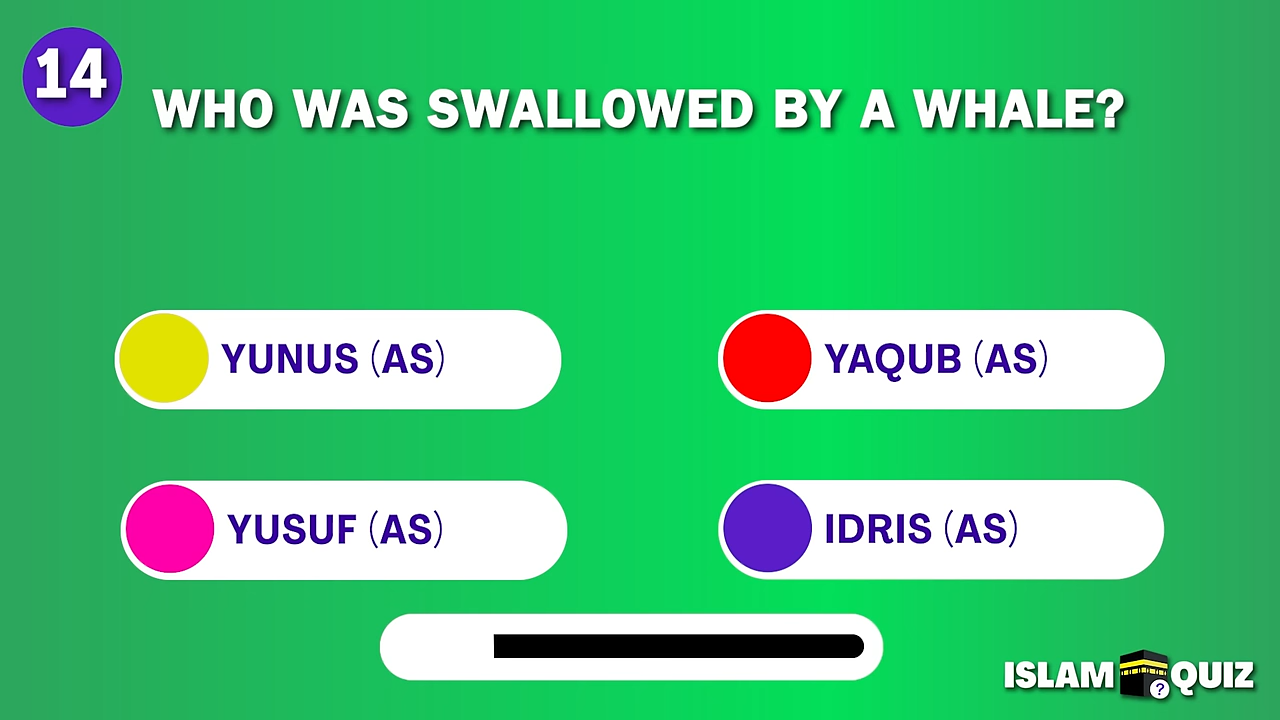 14
WHO WAS SWALLOWED BY A WHALE?
YUNUS (AS)
YAQUB (AS)
YUSUF (AS)
IDRIS (AS)
ISLAM QUIZ
?